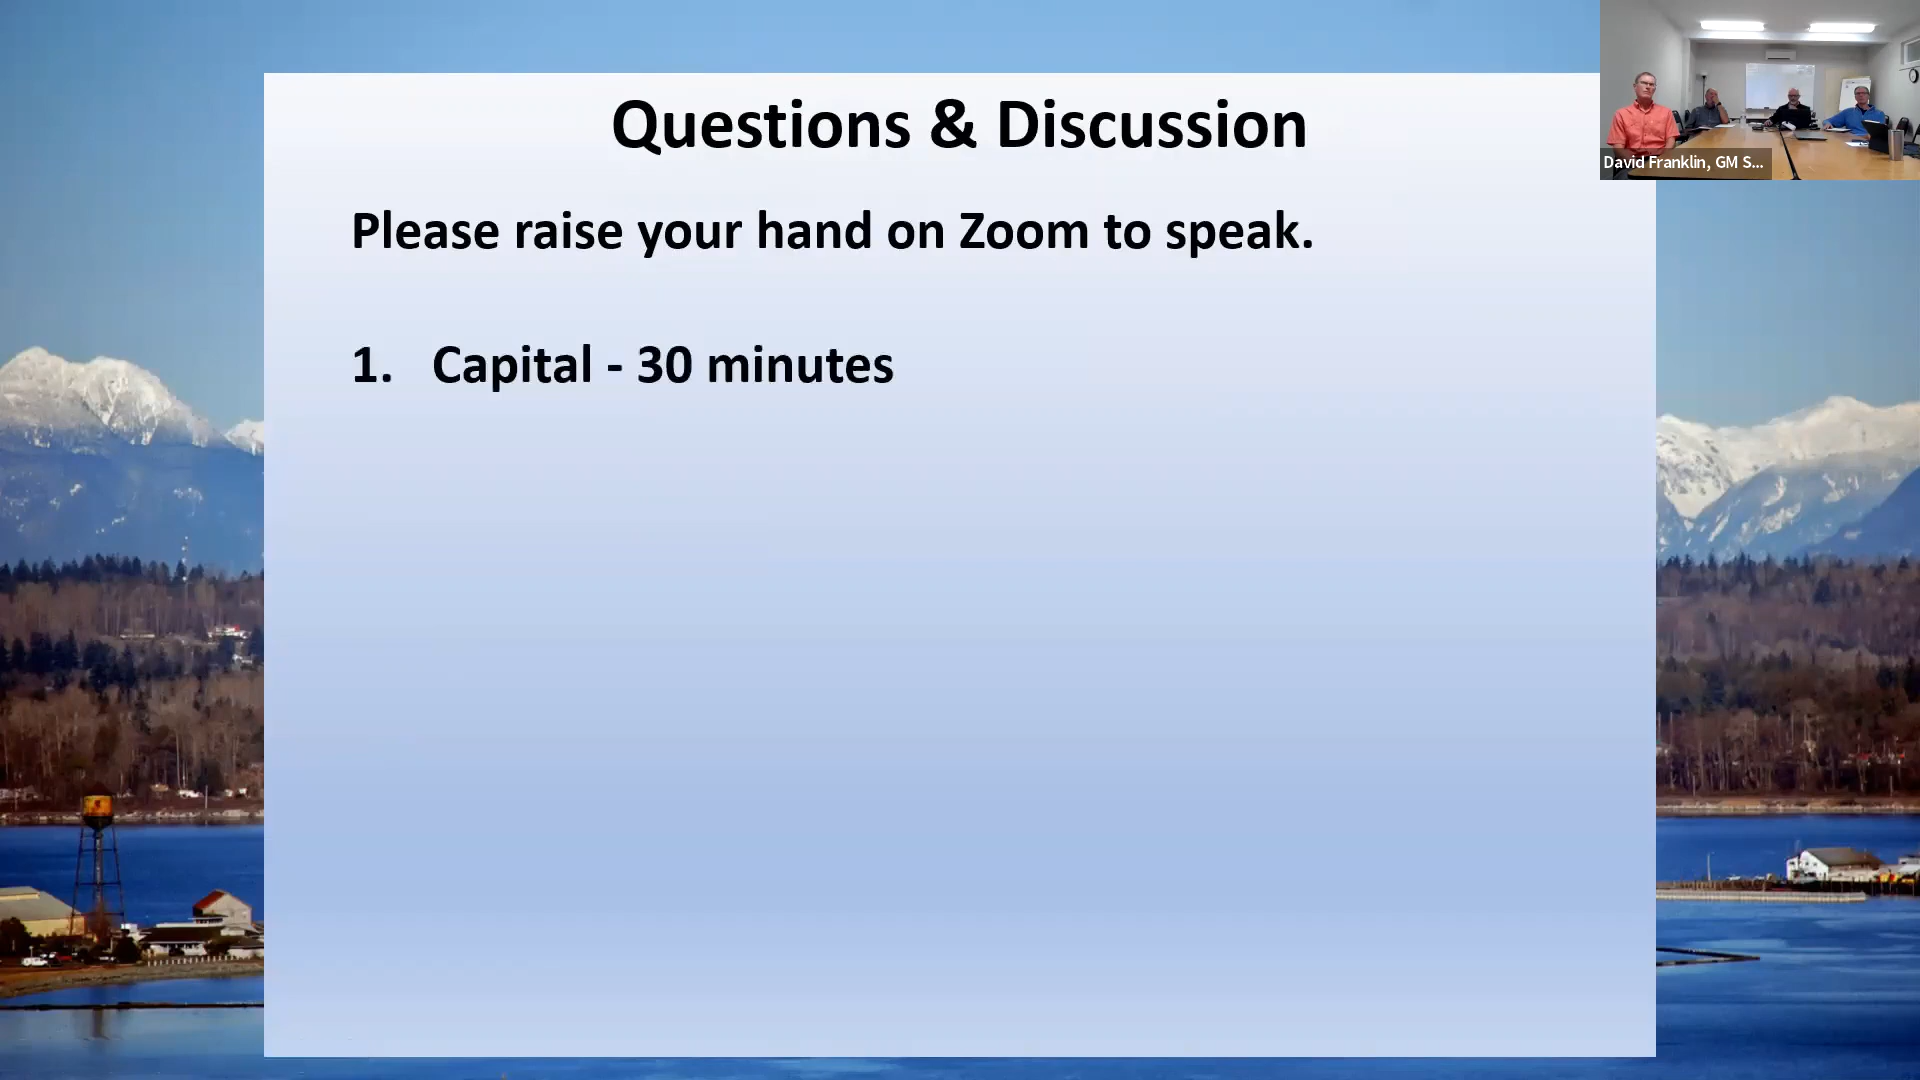 Questions & Discussion
Please raise your hand on Zoom to speak.
1. Capital - 30 minutes
David Franklin, GM S...